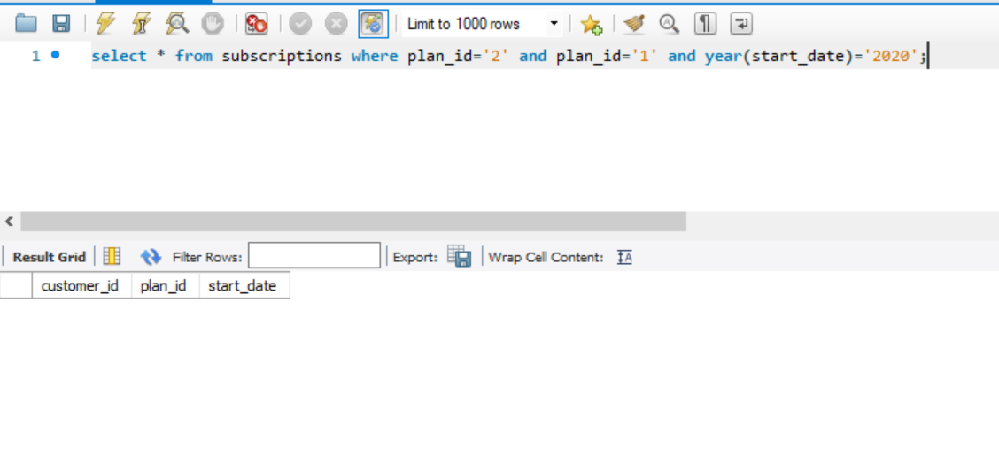 Limit to 1000 rows
1 select * from subscriptions where plan_id='2' and plan_id='1' and year(start_date)='2020';
Result Grid Filter Rows: Export: Wrap Cell Content:
customer_id plan_id start_date